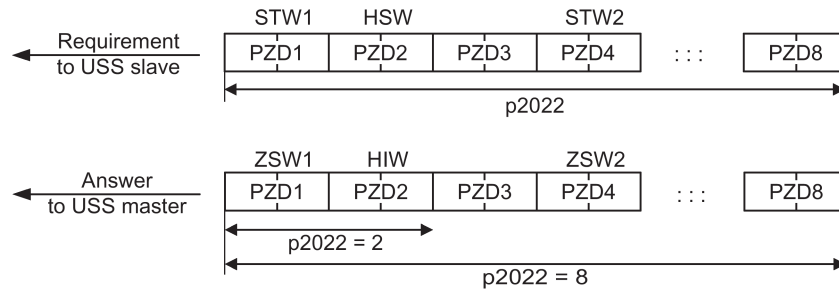 STW1 HSW STW2
Requirement
to USS slave
PZD1 PZD2 PZD3 PZD4 : : : PZD8
p2022
ZSW1 HIW ZSW2
Answer
to USS master
PZD1 PZD2 PZD3 PZD4 : : : PZD8
p2022 = 2
p2022 = 8